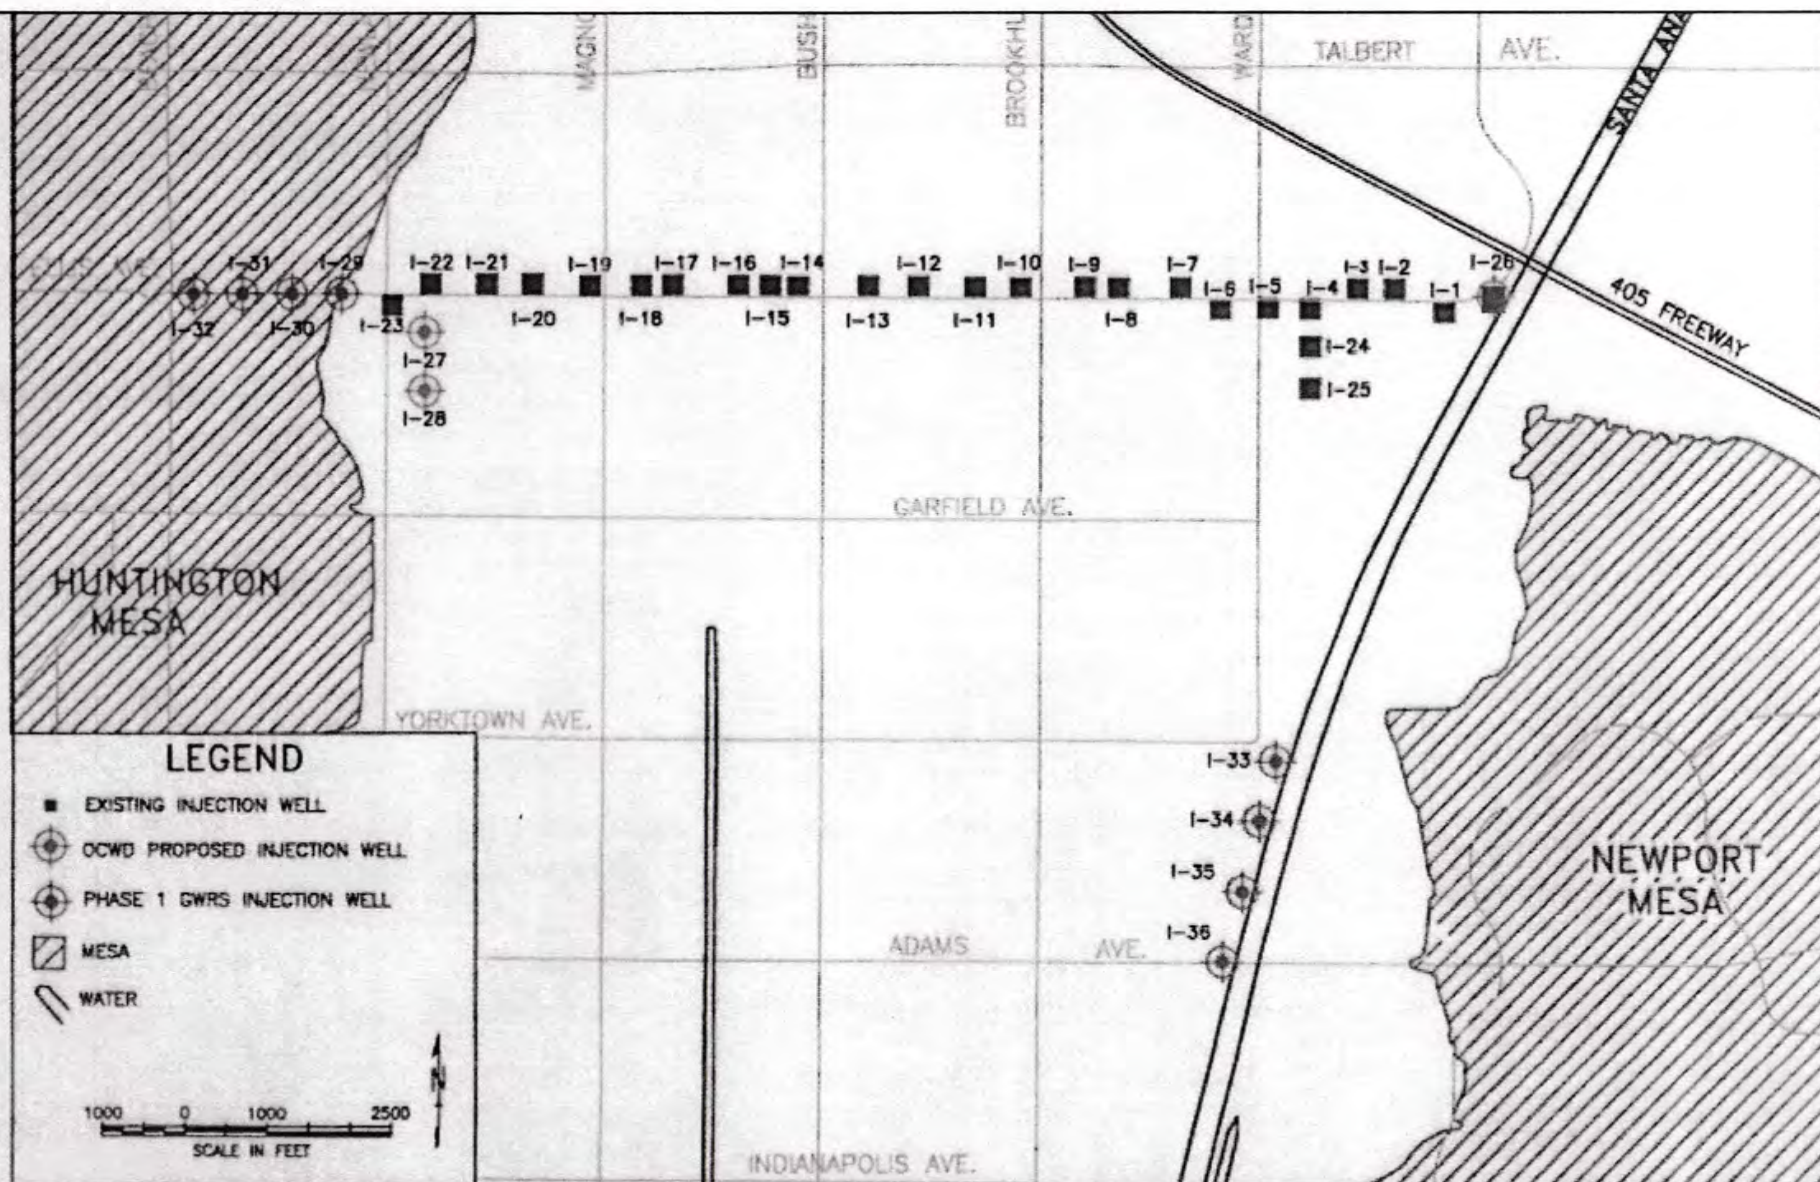 MAGNO
BUSH
BROOKHU
WARD
TALBERT AVE.
SANTA ANA
405 FREEWAY
ELLIS AVE.
I-31
I-29
I-22
I-21
I-19
I-17
I-16
I-14
I-12
I-10
I-9
I-7
I-6
I-5
I-4
I-3
I-2
I-1
I-26
I-32
I-30
I-23
I-20
I-18
I-15
I-13
I-11
I-8
I-27
I-24
I-28
I-25
GARFIELD AVE.
HUNTINGTON
MESA
YORKTOWN AVE.
I-33
I-34
I-35
I-36
NEWPORT
MESA
ADAMS AVE.
INDIANAPOLIS AVE.
LEGEND
EXISTING INJECTION WELL
OCWD PROPOSED INJECTION WELL
PHASE 1 GWRS INJECTION WELL
MESA
WATER
N
1000 0 1000 2500
SCALE IN FEET